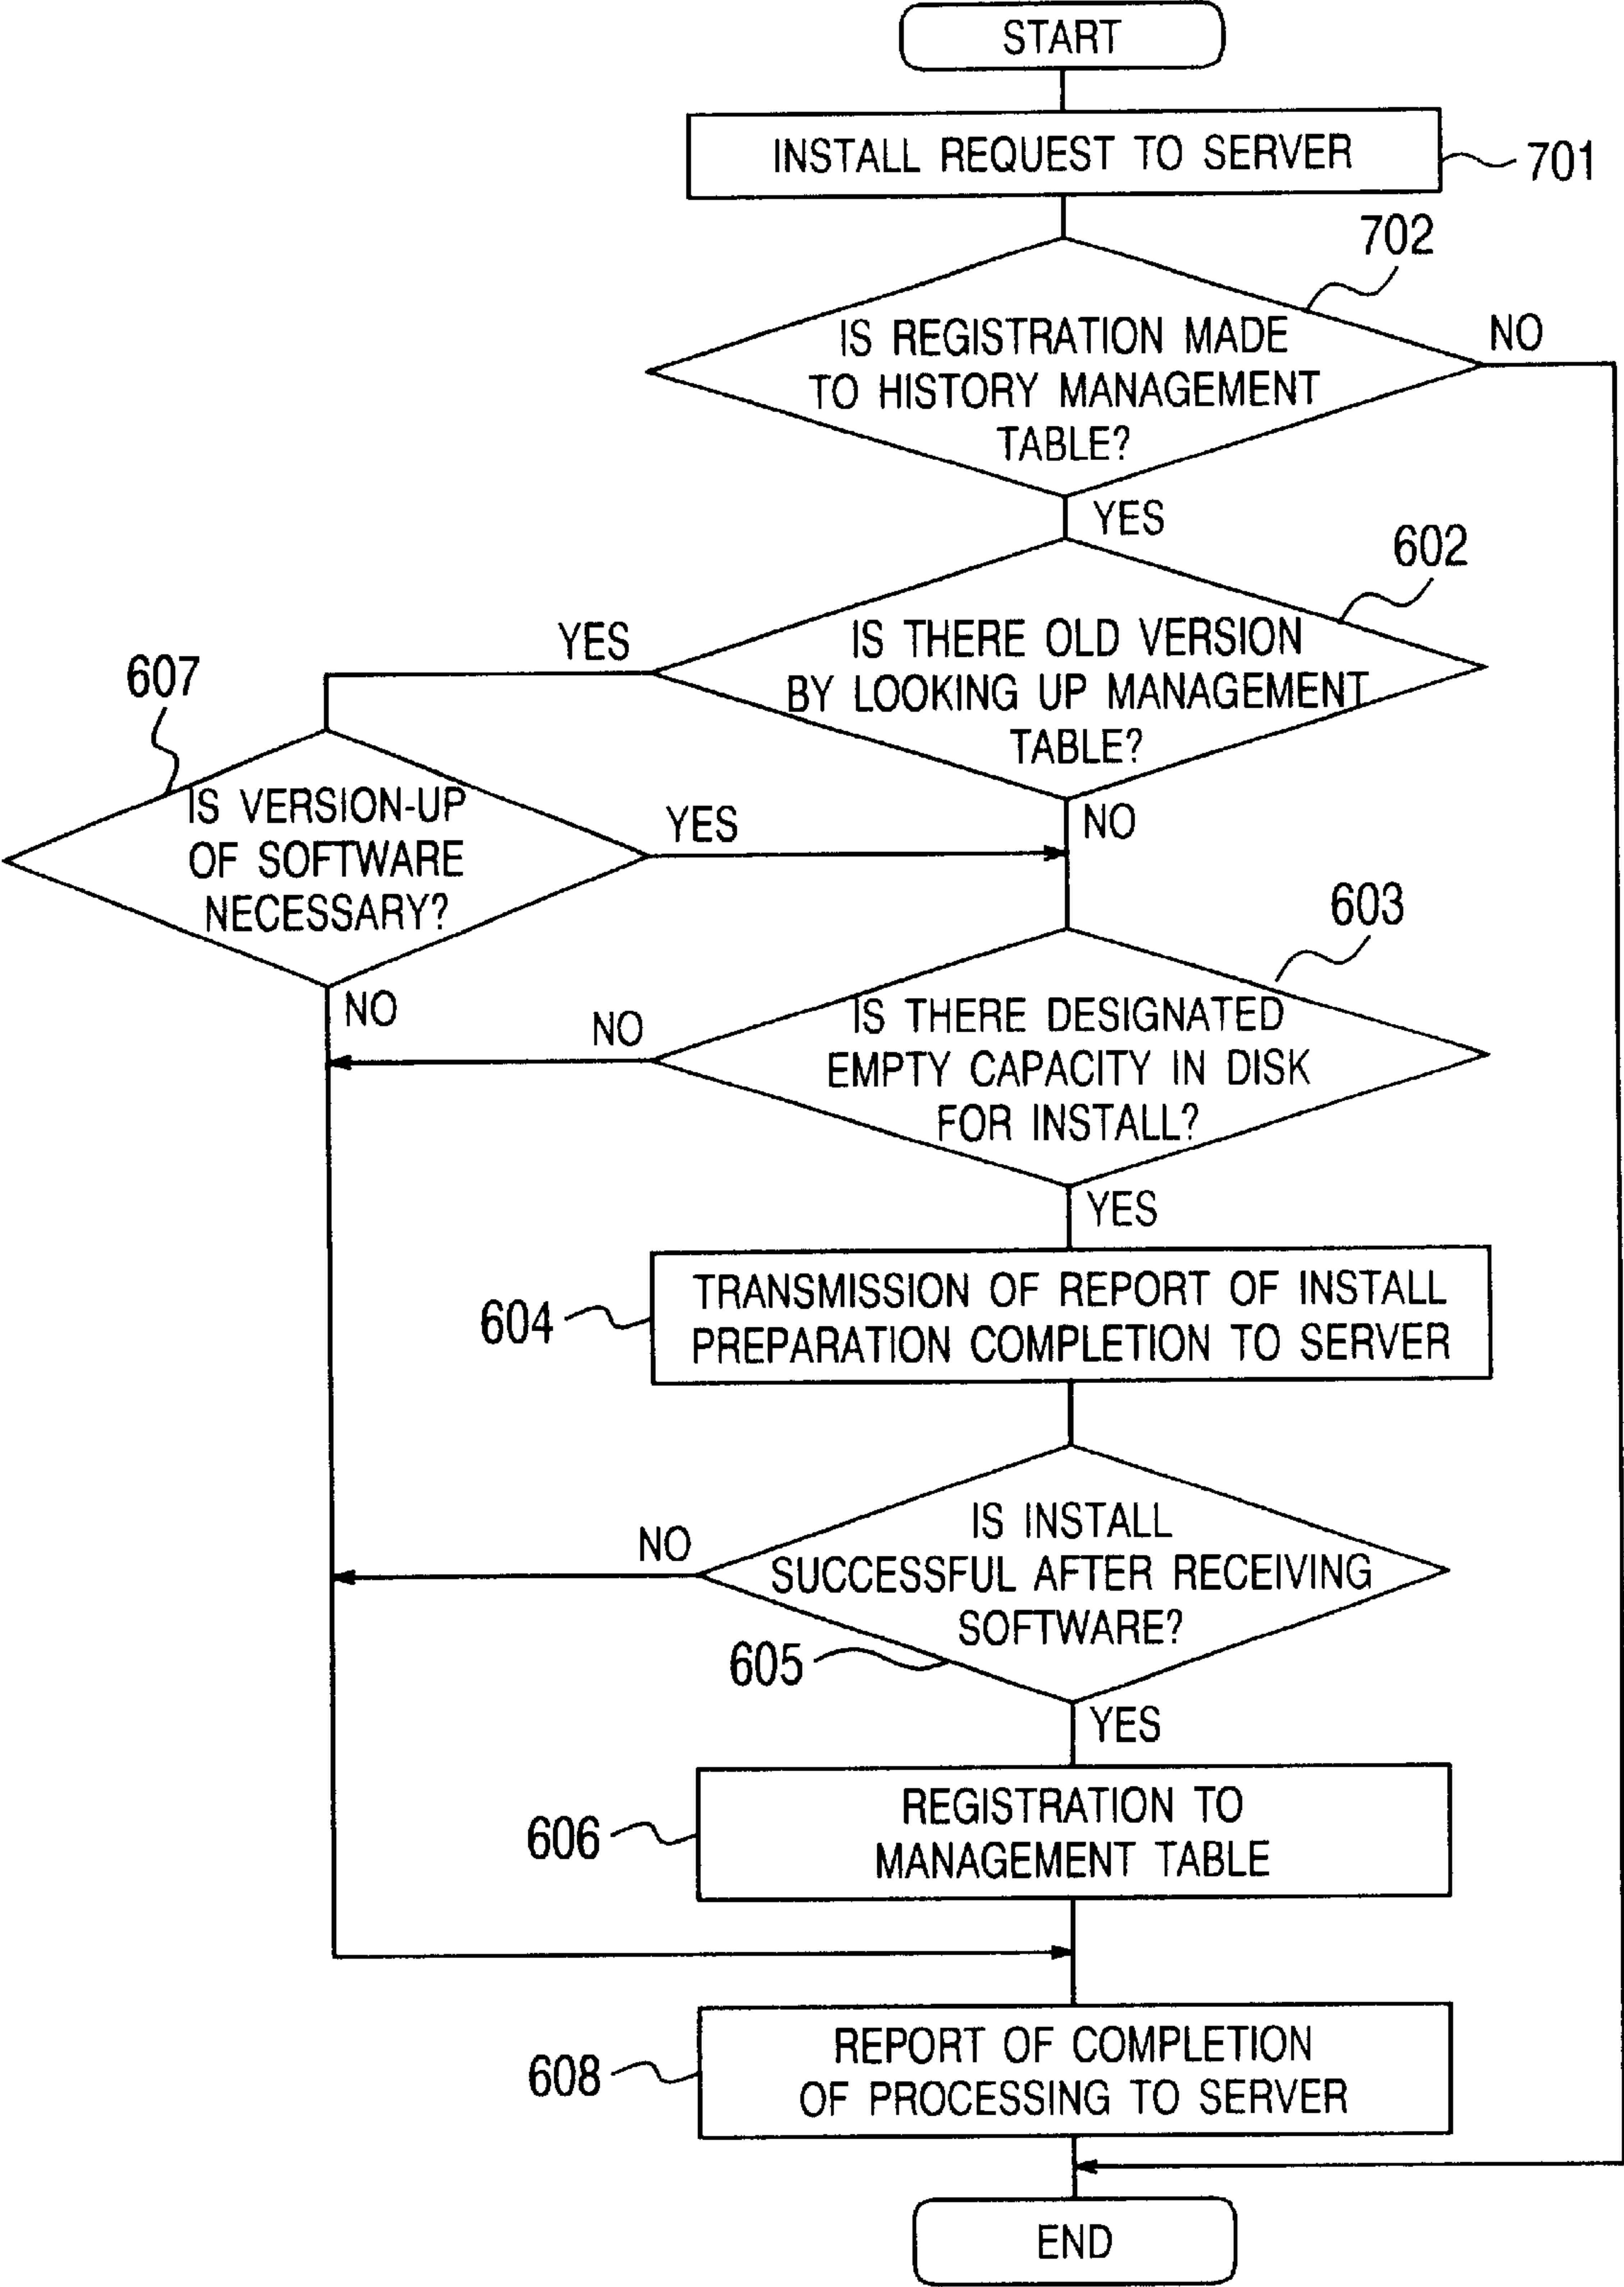 START
INSTALL REQUEST TO SERVER
701
702
IS REGISTRATION MADE
TO HISTORY MANAGEMENT
TABLE?
NO
YES
602
IS THERE OLD VERSION
BY LOOKING UP MANAGEMENT
TABLE?
YES
NO
607
IS VERSION-UP
OF SOFTWARE
NECESSARY?
YES
NO
603
IS THERE DESIGNATED
EMPTY CAPACITY IN DISK
FOR INSTALL?
NO
YES
604
TRANSMISSION OF REPORT OF INSTALL
PREPARATION COMPLETION TO SERVER
IS INSTALL
SUCCESSFUL AFTER RECEIVING
SOFTWARE?
NO
605
YES
606
REGISTRATION TO
MANAGEMENT TABLE
608
REPORT OF COMPLETION
OF PROCESSING TO SERVER
END